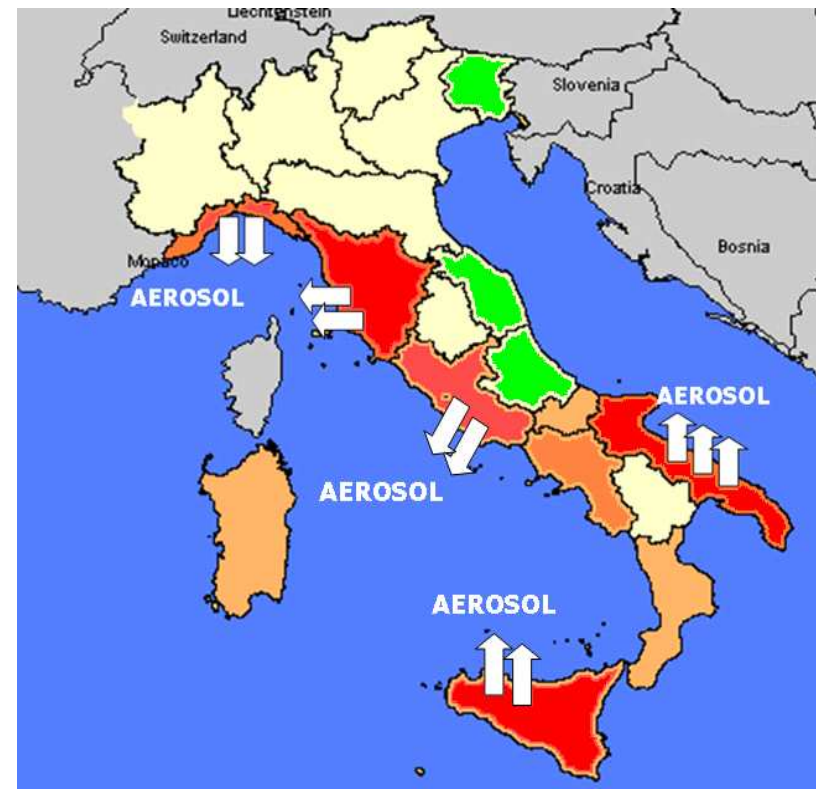 Liechtenstein
Switzerland
Slovenia
Croatia
Bosnia
Monaco
AEROSOL
AEROSOL
AEROSOL
AEROSOL